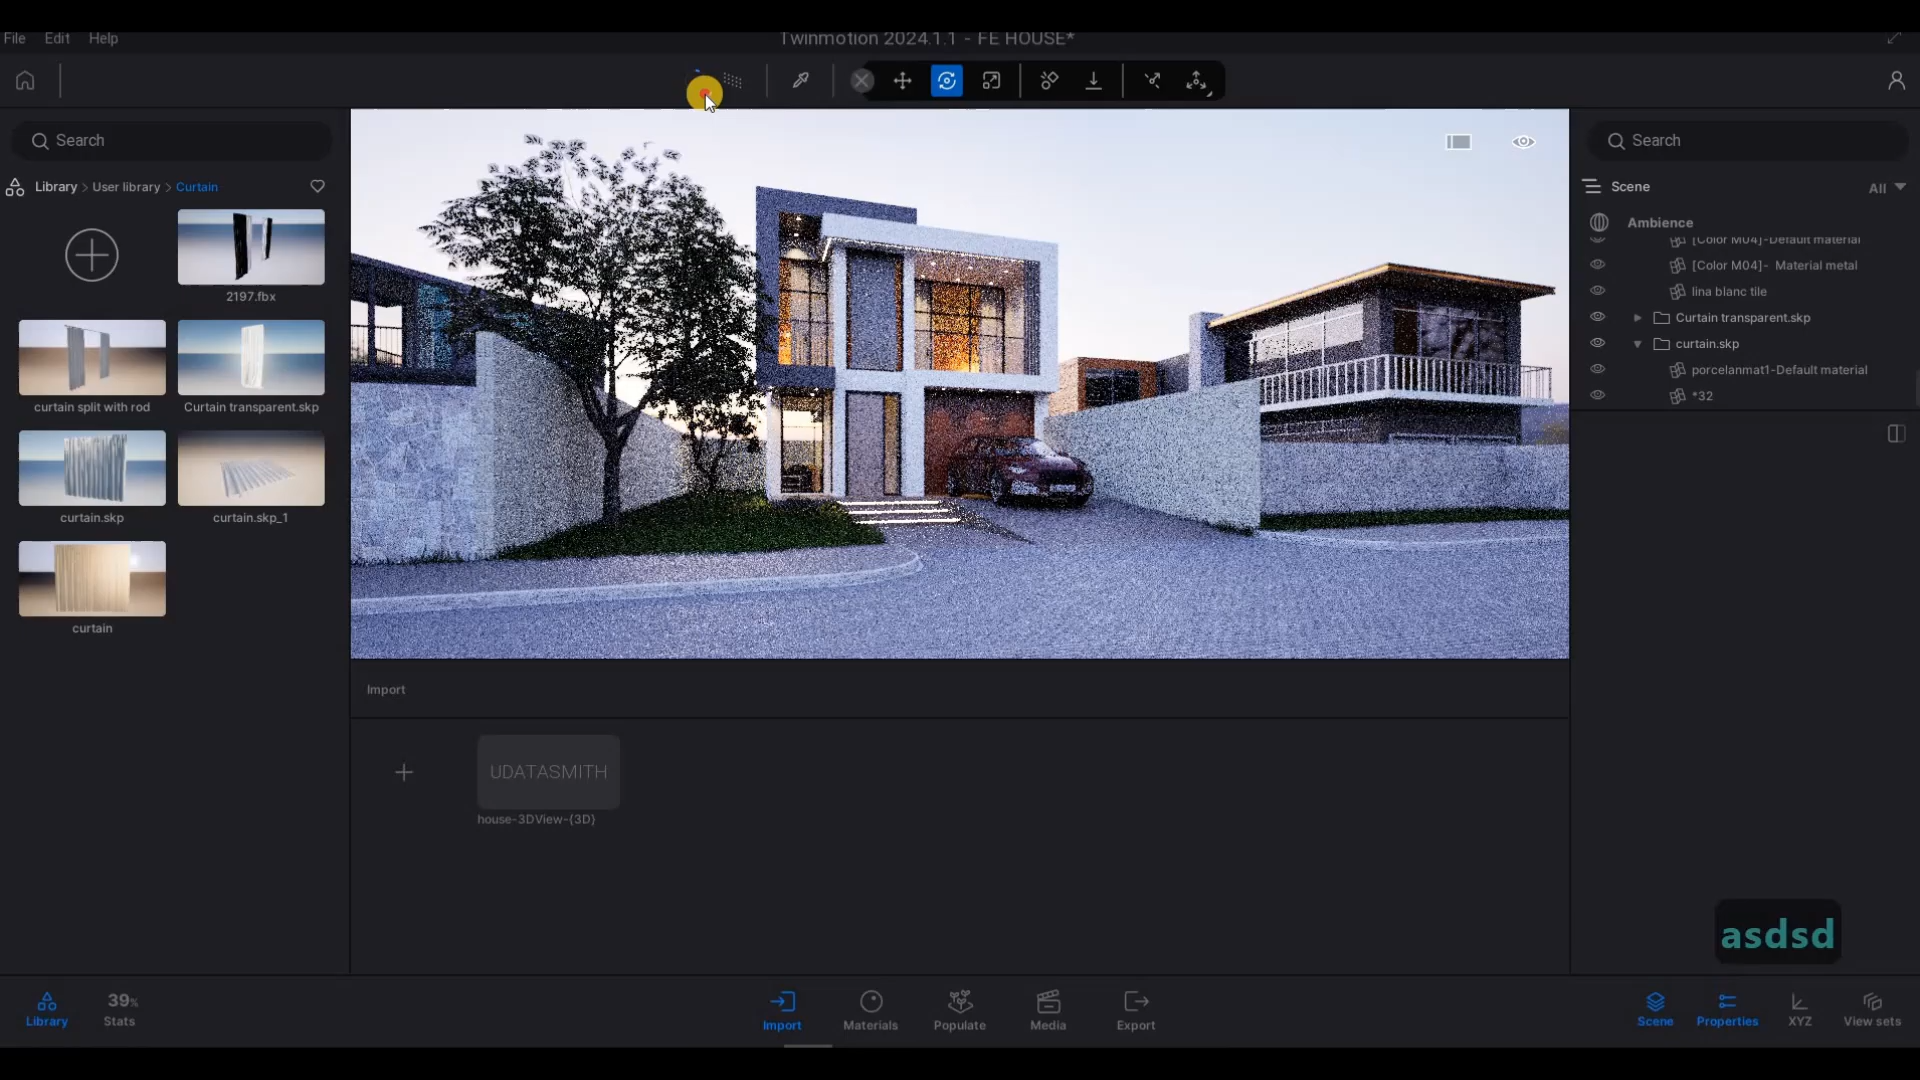 File Edit Help
Twinmotion 2024.1.1 - FE HOUSE*
Search
Library > User library > Curtain
2197.fbx
curtain split with rod
Curtain transparent.skp
curtain.skp
curtain.skp_1
curtain
Import
+
UDATASMITH
house-3DView-{3D}
Search
Scene
All
Ambience
[Color M04]-Default material
[Color M04]- Material metal
lina blanc tile
Curtain transparent.skp
curtain.skp
porcelanmat1-Default material
*32
asdsd
Library
39%
Stats
Import
Materials
Populate
Media
Export
Scene
Properties
XYZ
View sets